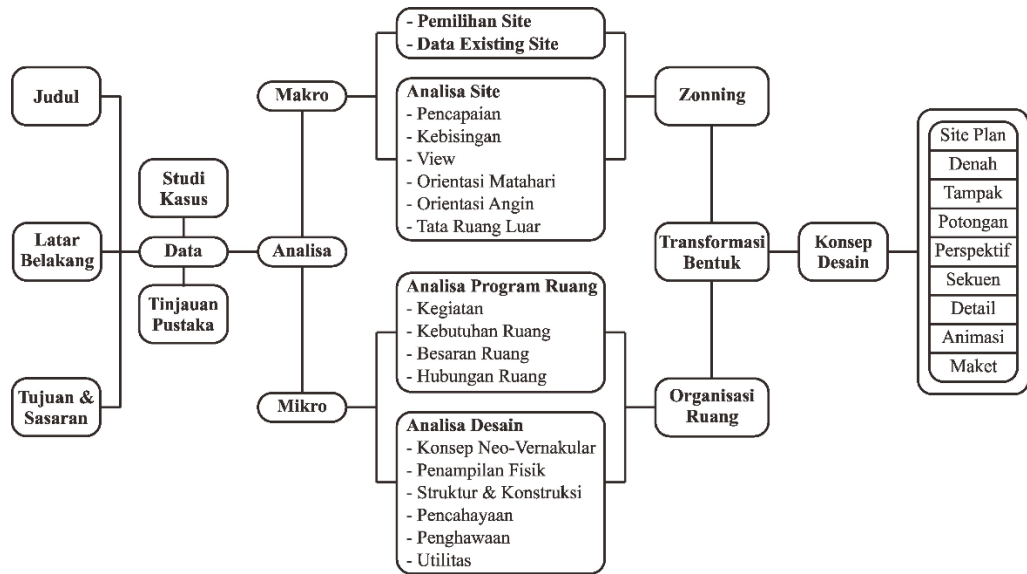 Judul
Latar
Belakang
Tujuan &
Sasaran
Studi
Kasus
Data
Tinjauan
Pustaka
Analisa
Makro
Mikro
- Pemilihan Site
- Data Existing Site
Analisa Site
- Pencapaian
- Kebisingan
- View
- Orientasi Matahari
- Orientasi Angin
- Tata Ruang Luar
Analisa Program Ruang
- Kegiatan
- Kebutuhan Ruang
- Besaran Ruang
- Hubungan Ruang
Analisa Desain
- Konsep Neo-Vernakular
- Penampilan Fisik
- Struktur & Konstruksi
- Pencahayaan
- Penghawaan
- Utilitas
Zonning
Transformasi
Bentuk
Organisasi
Ruang
Konsep
Desain
Site Plan
Denah
Tampak
Potongan
Perspektif
Sekuen
Detail
Animasi
Maket